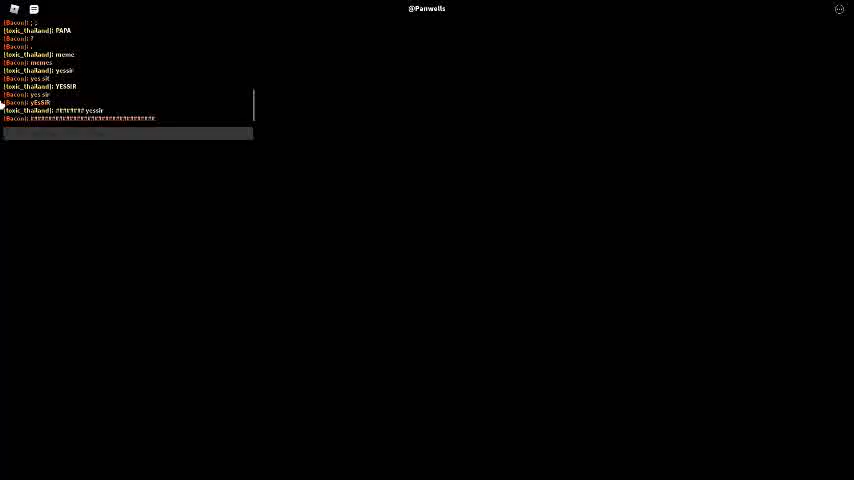 @Panwells
[Bacon]: ; ;
[toxic_thailand]: PAPA
[Bacon]: ?
[Bacon]: .
[toxic_thailand]: meme
[Bacon]: memes
[toxic_thailand]: yessir
[Bacon]: yes sir
[toxic_thailand]: YESSIR
[Bacon]: yes sir
[Bacon]: yEsSiR
[toxic_thailand]: ######## yessir
[Bacon]: ###################################